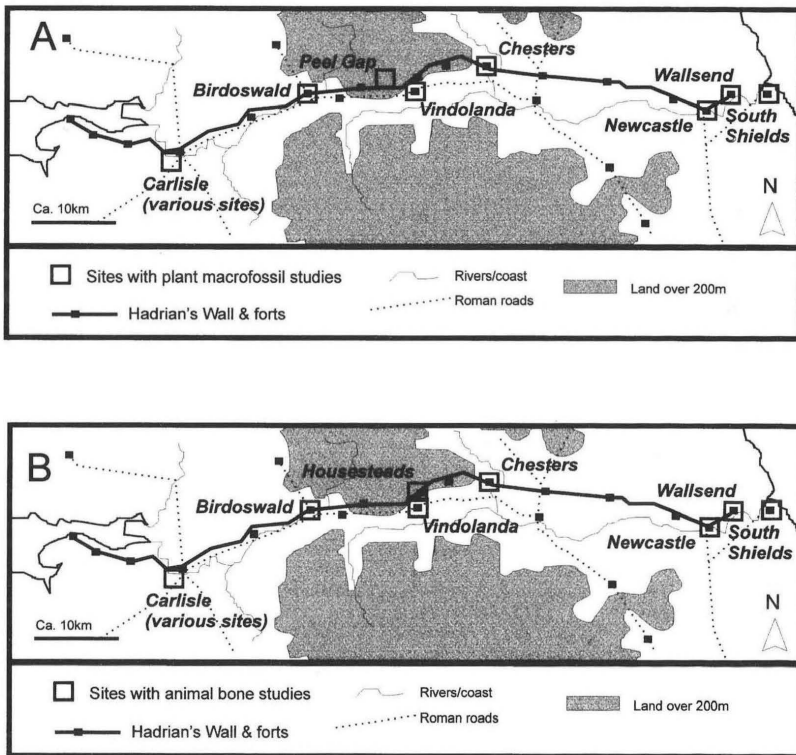 A
Peel Gap
Chesters
Birdoswald
Wallsend
Vindolanda
Newcastle
South
Shields
Carlisle
(various sites)
Ca. 10km
N
Sites with plant macrofossil studies
Rivers/coast
Land over 200m
Hadrian's Wall & forts
Roman roads
B
Housesteads
Chesters
Birdoswald
Wallsend
Vindolanda
Newcastle
South
Shields
Carlisle
(various sites)
Ca. 10km
N
Sites with animal bone studies
Rivers/coast
Land over 200m
Hadrian's Wall & forts
Roman roads